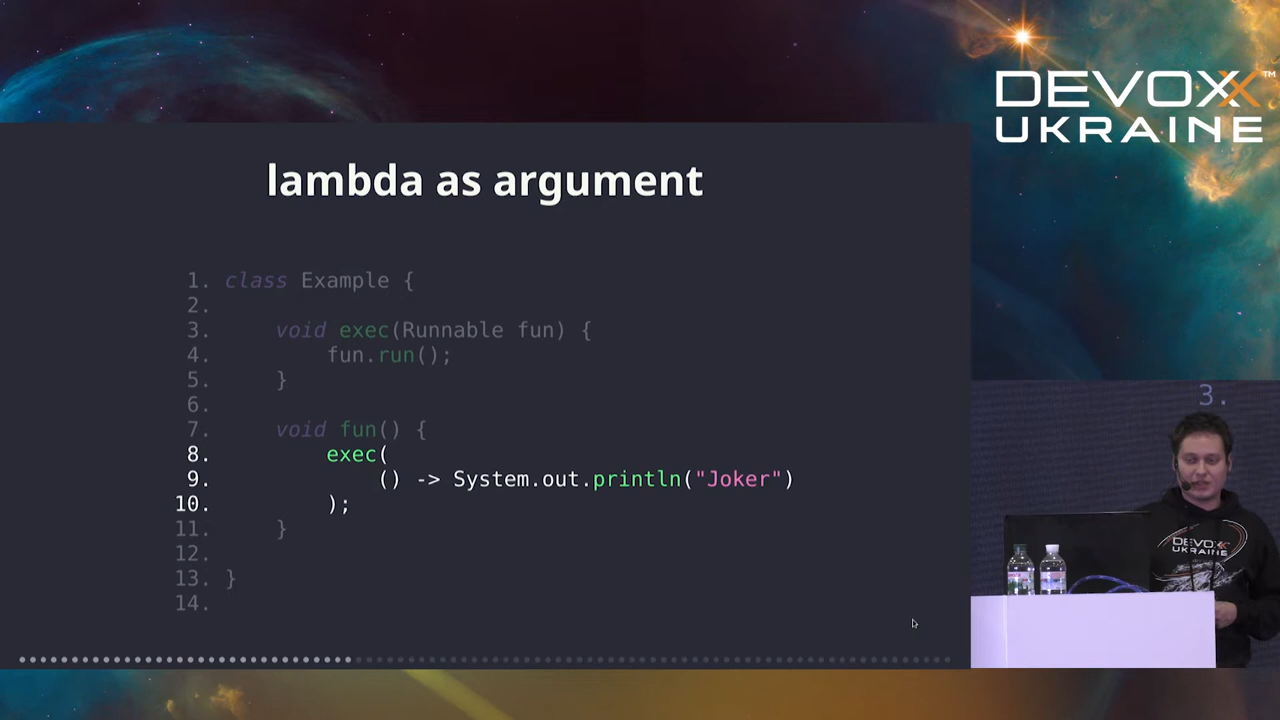 DEVOXX™
UKRAINE
lambda as argument
1. class Example {
2.
3.     void exec(Runnable fun) {
4.         fun.run();
5.     }
6.
7.     void fun() {
8.         exec(
9.             () -> System.out.println("Joker")
10.         );
11.     }
12.
13. }
14.
3.
DEVOXX
UKRAINE